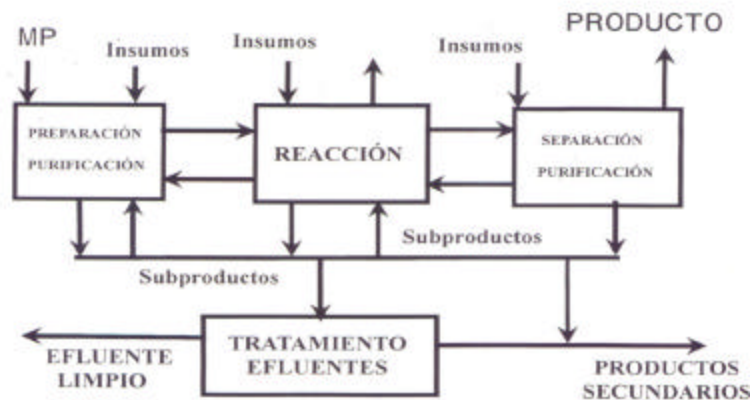 PRODUCTO
MP
Insumos
Insumos
Insumos
PREPARACIÓN
PURIFICACIÓN
REACCIÓN
SEPARACIÓN
PURIFICACIÓN
Subproductos
Subproductos
TRATAMIENTO
EFLUENTES
EFLUENTE
LIMPIO
PRODUCTOS
SECUNDARIOS